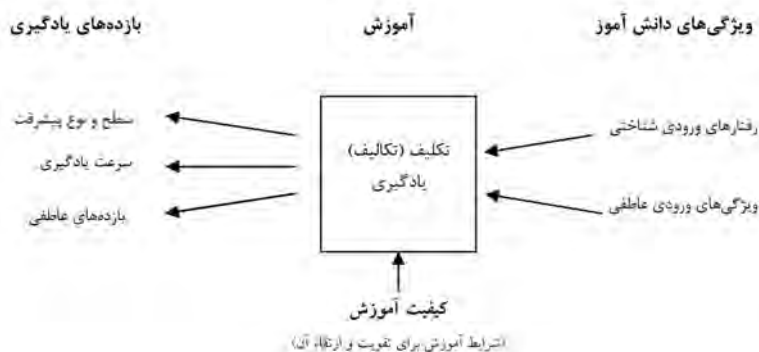 ویژگی‌های دانش آموز
آموزش
بازده‌های یادگیری
رفتارهای ورودی شناختی
ویژگی‌های ورودی عاطفی
تکلیف (تکالیف)
یادگیری
سطح و نوع پیشرفت
سرعت یادگیری
بازده‌های عاطفی
کیفیت آموزش
(شرایط آموزش برای تقویت و ارتقاء آن)